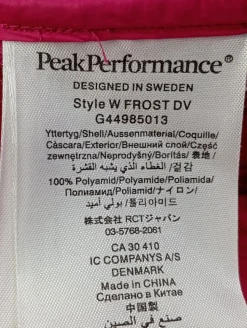 PeakPerformance®
DESIGNED IN SWEDEN
Style W FROST DV
G44985013
Yttertyg/Shell/Aussenmaterial/Coquille/
Cáscara/Exterior/Внешний слой/Część
zewnętrzna/Neprodyšný/Borítás/表地/
겉감/ الغطاء الذي يشبه القشرة
100% Polyamid/Polyamide/Poliamida/
Полиамид/Poliamid/ナイロン/
폴리아미드/ بولي أميد
株式会社 RCTジャパン
03-5768-2061
CA 30 410
IC COMPANYS A/S
DENMARK
Made in CHINA
Сделано в Китае
中国製
صنع في الصين